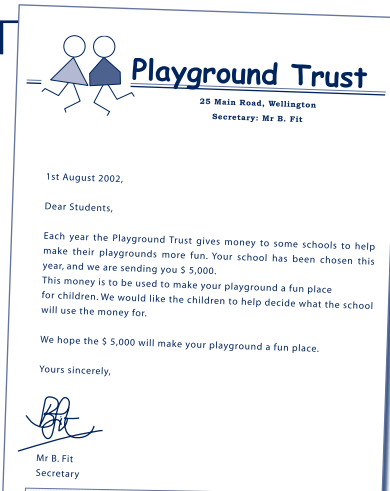 Playground Trust
25 Main Road, Wellington
Secretary: Mr B. Fit
1st August 2002,
Dear Students,
Each year the Playground Trust gives money to some schools to help
make their playgrounds more fun. Your school has been chosen this
year, and we are sending you $ 5,000.
This money is to be used to make your playground a fun place
for children. We would like the children to help decide what the school
will use the money for.
We hope the $ 5,000 will make your playground a fun place.
Yours sincerely,
B Fit
Mr B. Fit
Secretary